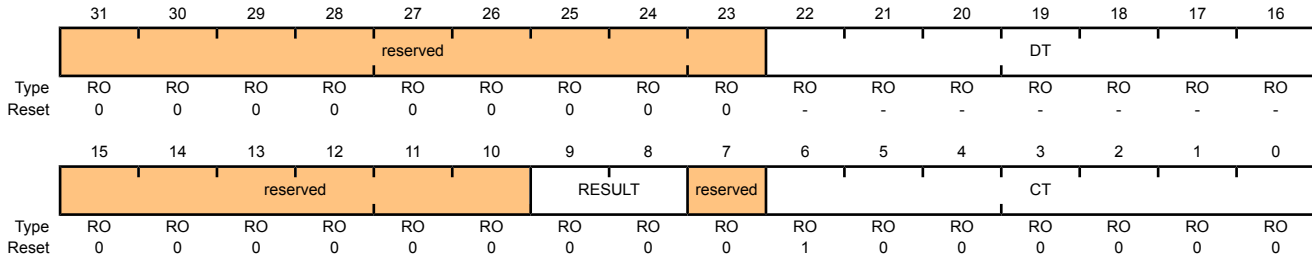 31 30 29 28 27 26 25 24 23 22 21 20 19 18 17 16
reserved DT
Type RO RO RO RO RO RO RO RO RO RO RO RO RO RO RO RO
Reset 0 0 0 0 0 0 0 0 0 - - - - - - -
15 14 13 12 11 10 9 8 7 6 5 4 3 2 1 0
reserved RESULT reserved CT
Type RO RO RO RO RO RO RO RO RO RO RO RO RO RO RO RO
Reset 0 0 0 0 0 0 0 0 0 1 0 0 0 0 0 0